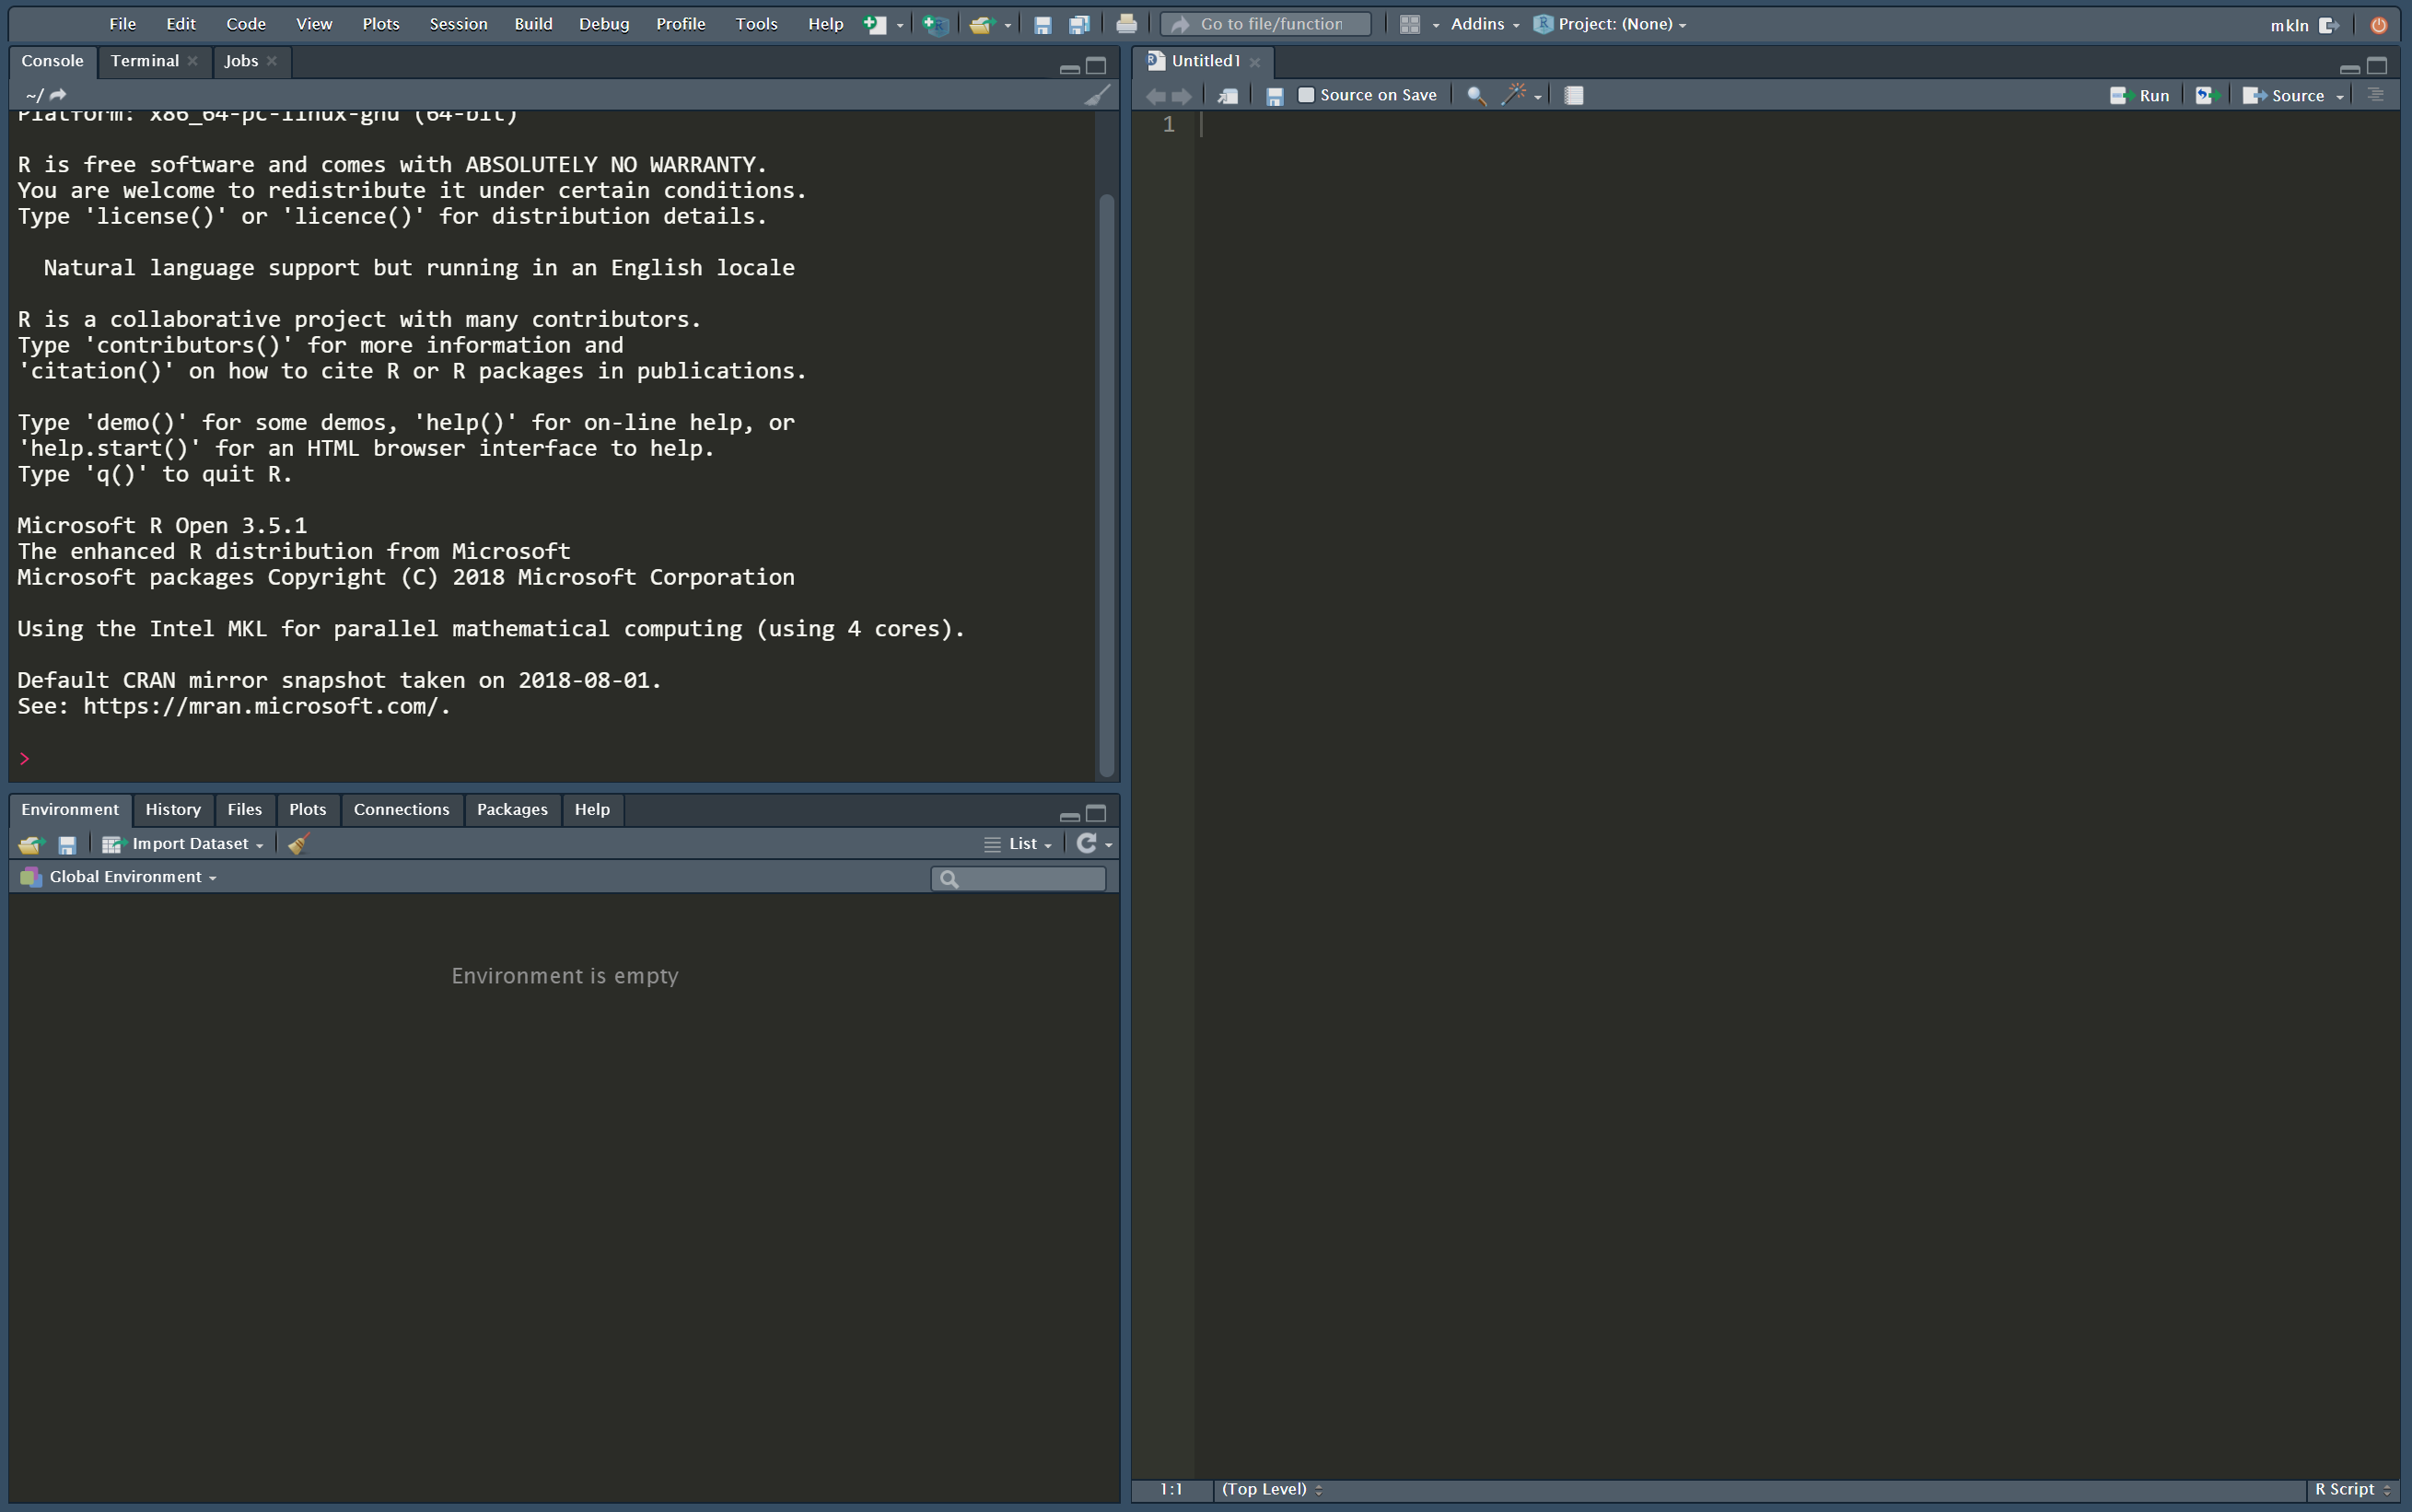 File Edit Code View Plots Session Build Debug Profile Tools Help Go to file/function Addins Project: (None) mkln
Console Terminal Jobs
~/
Platform: x86_64-pc-linux-gnu (64-bit)
R is free software and comes with ABSOLUTELY NO WARRANTY.
You are welcome to redistribute it under certain conditions.
Type 'license()' or 'licence()' for distribution details.
Natural language support but running in an English locale
R is a collaborative project with many contributors.
Type 'contributors()' for more information and
'citation()' on how to cite R or R packages in publications.
Type 'demo()' for some demos, 'help()' for on-line help, or
'help.start()' for an HTML browser interface to help.
Type 'q()' to quit R.
Microsoft R Open 3.5.1
The enhanced R distribution from Microsoft
Microsoft packages Copyright (C) 2018 Microsoft Corporation
Using the Intel MKL for parallel mathematical computing (using 4 cores).
Default CRAN mirror snapshot taken on 2018-08-01.
See: https://mran.microsoft.com/.
>
Environment History Files Plots Connections Packages Help
Import Dataset List
Global Environment
Environment is empty
Untitled1
Source on Save Run Source
1
1:1 (Top Level) R Script